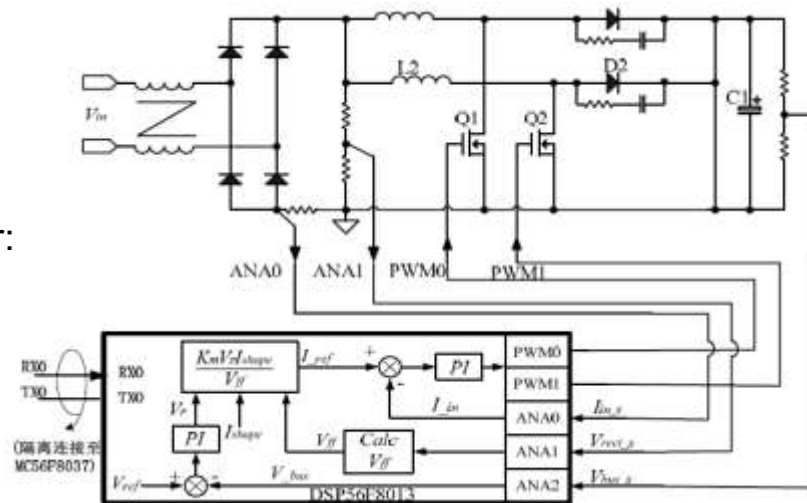 L2
D2
C1
Vin
Q1
Q2
r:
ANA0
ANA1
PWM0
PWM1
RX0
RX0
TX0
TX0
(隔离连接至
MC56F8037)
KmVpIshape
Vff
I_ref
+
-
PI
I_in
Vp
Ishape
PI
Vff
Calc
Vff
Vref
+
-
V_bus
DSP56F8013
PWM0
PWM1
ANA0
ANA1
ANA2
Iin_s
Vrect_s
Vbus_s